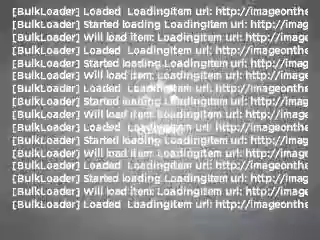 [BulkLoader] Loaded LoadingItem url: http://imageonthe
[BulkLoader] Started loading LoadingItem url: http://imag
[BulkLoader] Will load item: LoadingItem url: http://image
[BulkLoader] Loaded LoadingItem url: http://imageonthe
[BulkLoader] Started loading LoadingItem url: http://imag
[BulkLoader] Will load item: LoadingItem url: http://image
[BulkLoader] Loaded LoadingItem url: http://imageonthe
[BulkLoader] Started loading LoadingItem url: http://imag
[BulkLoader] Will load item: LoadingItem url: http://image
[BulkLoader] Loaded LoadingItem url: http://imageonthe
[BulkLoader] Started loading LoadingItem url: http://imag
[BulkLoader] Will load item: LoadingItem url: http://image
[BulkLoader] Loaded LoadingItem url: http://imageonthe
[BulkLoader] Started loading LoadingItem url: http://imag
[BulkLoader] Will load item: LoadingItem url: http://image
[BulkLoader] Loaded LoadingItem url: http://imageonthe